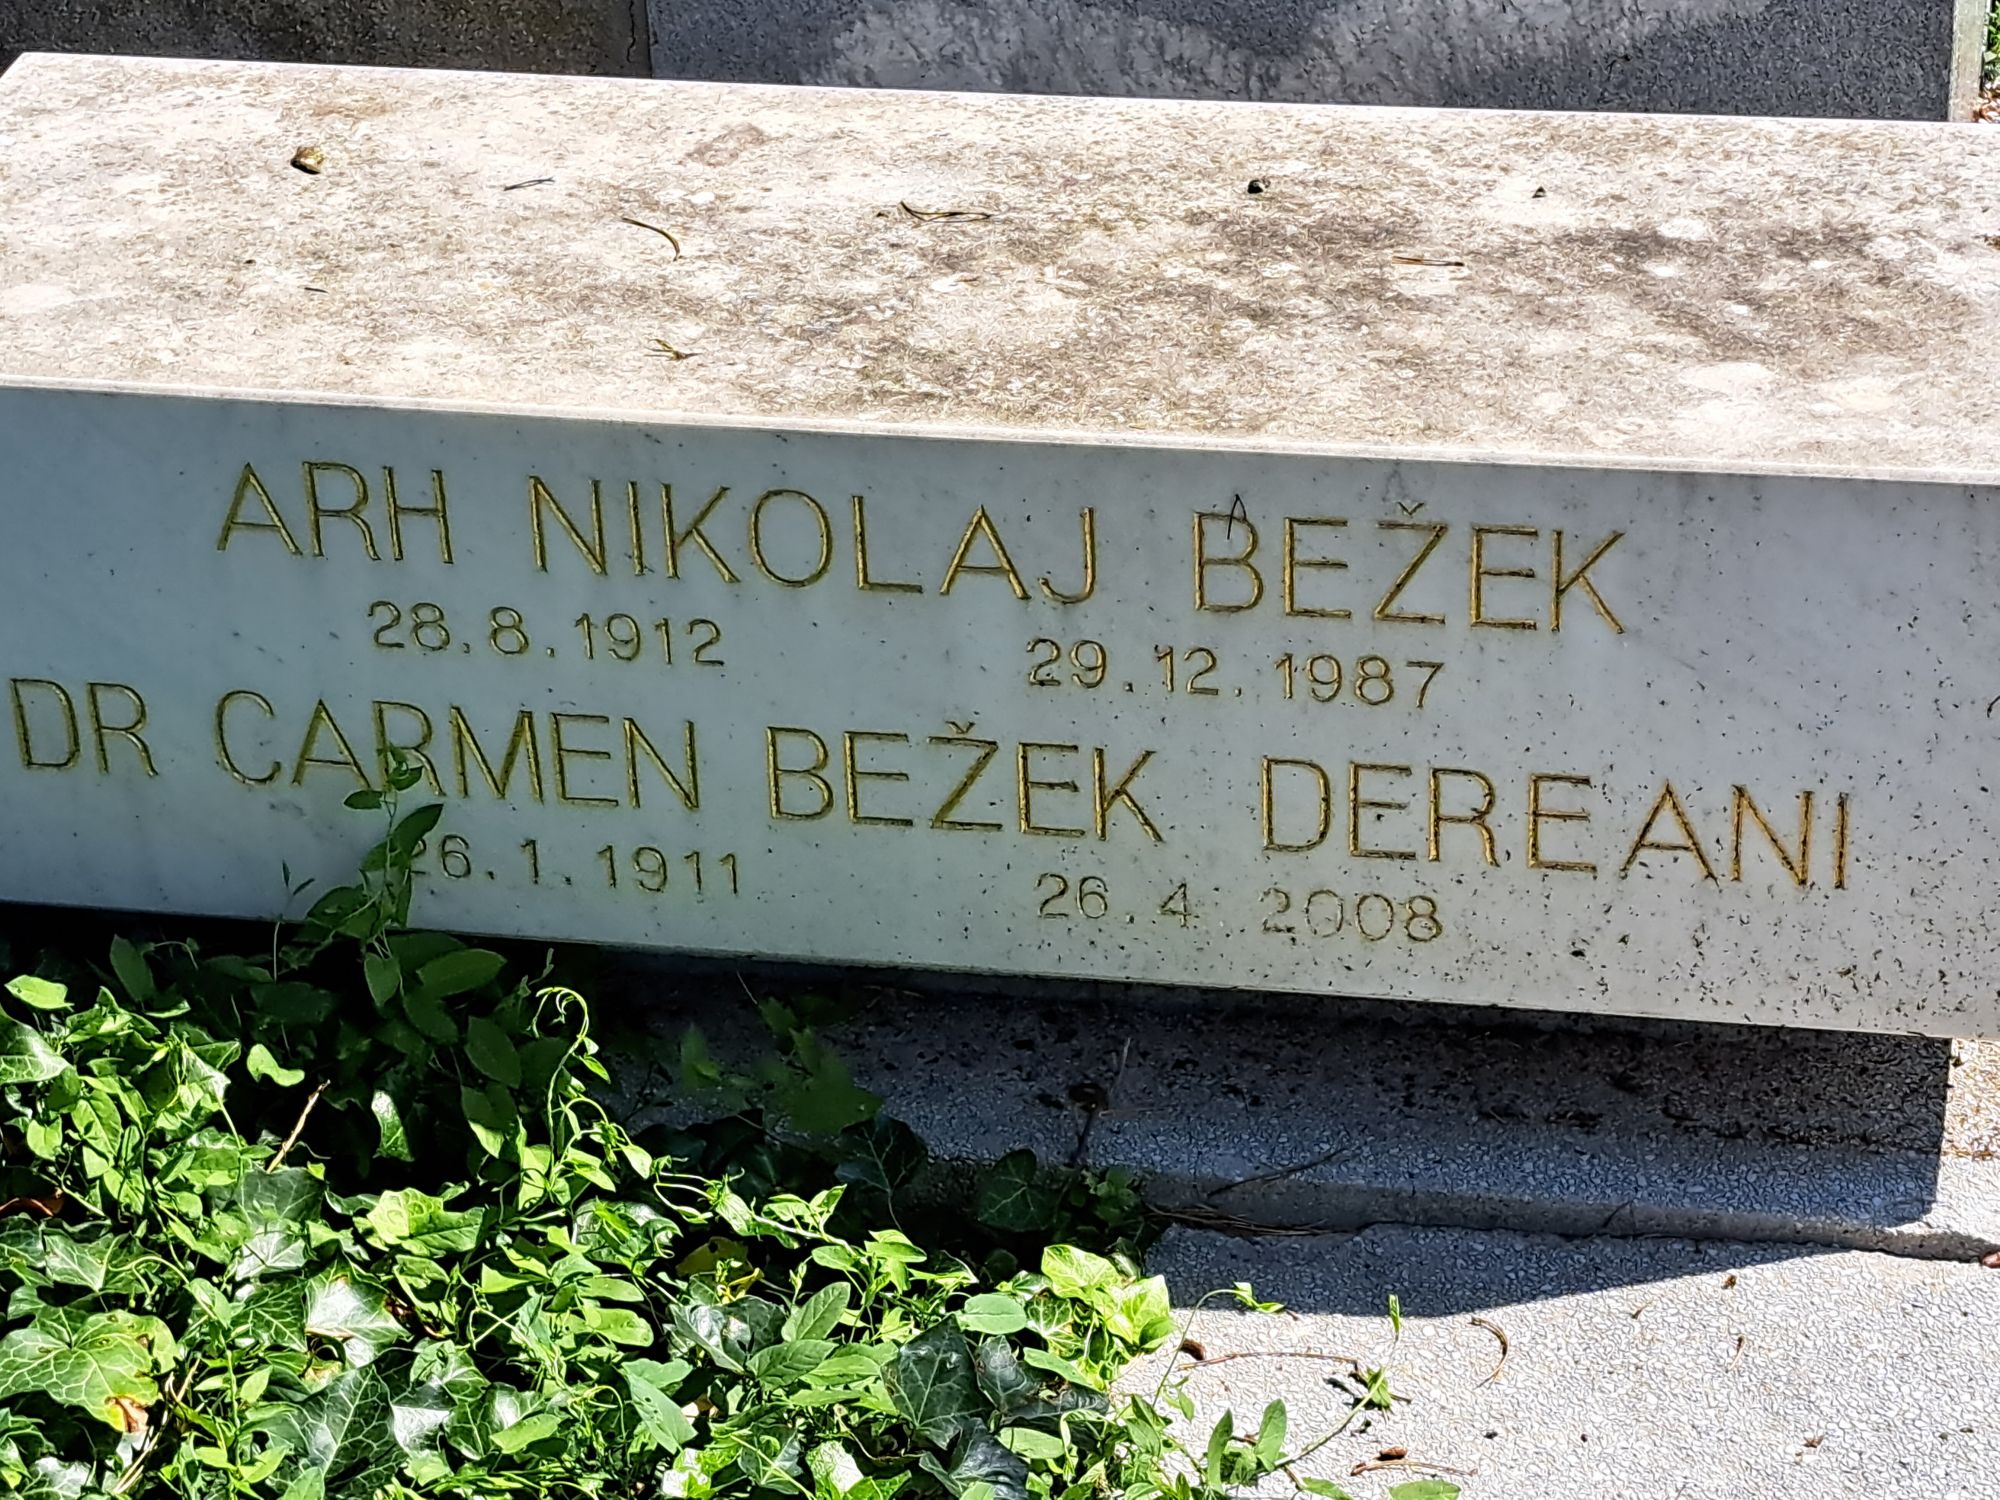 ARH NIKOLAJ BEŽEK
28.8.1912 29.12.1987
DR CARMEN BEŽEK DEREANI
26.1.1911 26.4.2008